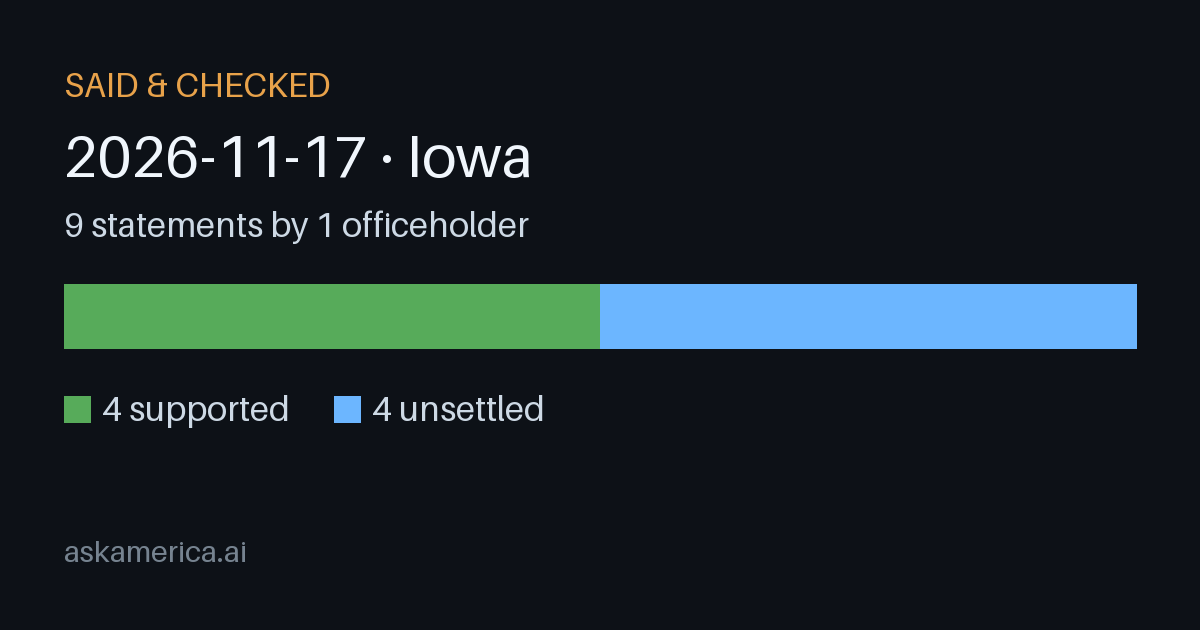 SAID & CHECKED
2026-11-17 · Iowa
9 statements by 1 officeholder
4 supported 4 unsettled
askamerica.ai